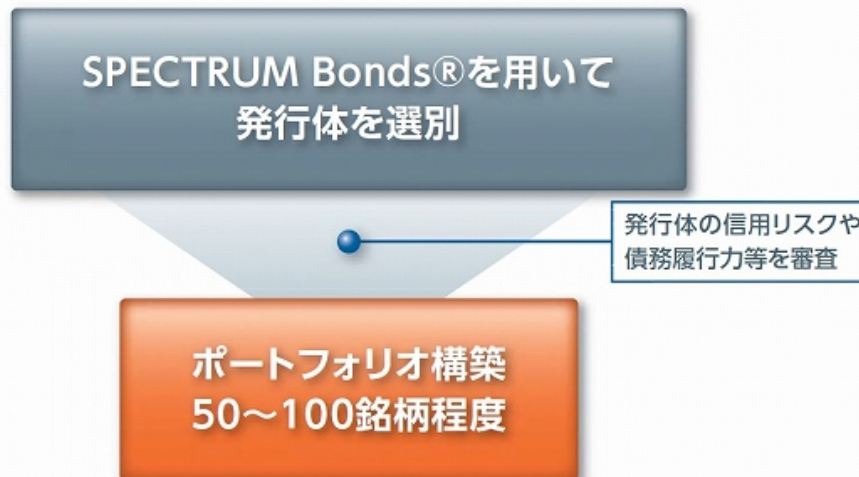 SPECTRUM Bonds®を用いて
発行体を選別
発行体の信用リスクや
債務履行力等を審査
ポートフォリオ構築
50～100銘柄程度